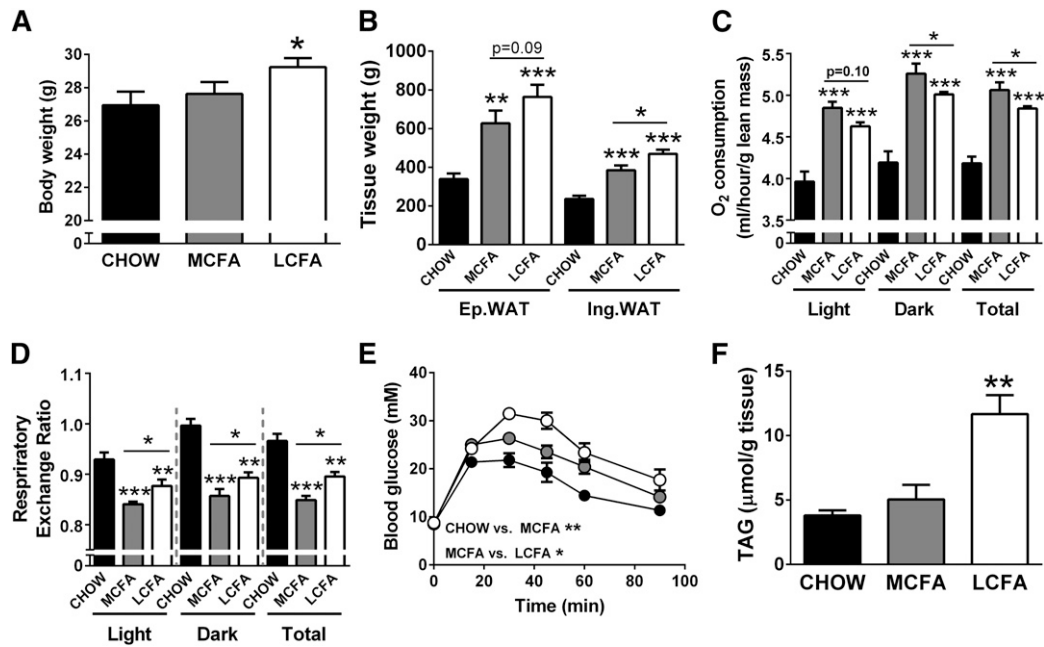 A
Body weight (g)
30
28
26
24
22
20
0
*
CHOW MCFA LCFA
B
Tissue weight (g)
1000
800
600
400
200
0
p=0.09
**
***
*
***
***
CHOW MCFA LCFA CHOW MCFA LCFA
Ep.WAT Ing.WAT
C
O2 consumption
(ml/hour/g lean mass)
5.5
5.0
4.5
4.0
3.5
0
p=0.10
***
***
*
***
***
*
***
***
CHOW MCFA LCFA CHOW MCFA LCFA CHOW MCFA LCFA
Light Dark Total
D
Respriratory
Exchange Ratio
1.1
1.0
0.9
0.8
0
*
***
**
*
***
**
*
***
**
CHOW MCFA LCFA CHOW MCFA LCFA CHOW MCFA LCFA
Light Dark Total
E
Blood glucose (mM)
40
30
20
10
0
CHOW vs. MCFA **
MCFA vs. LCFA *
0 20 40 60 80 100
Time (min)
F
TAG (μmol/g tissue)
15
10
5
0
**
CHOW MCFA LCFA